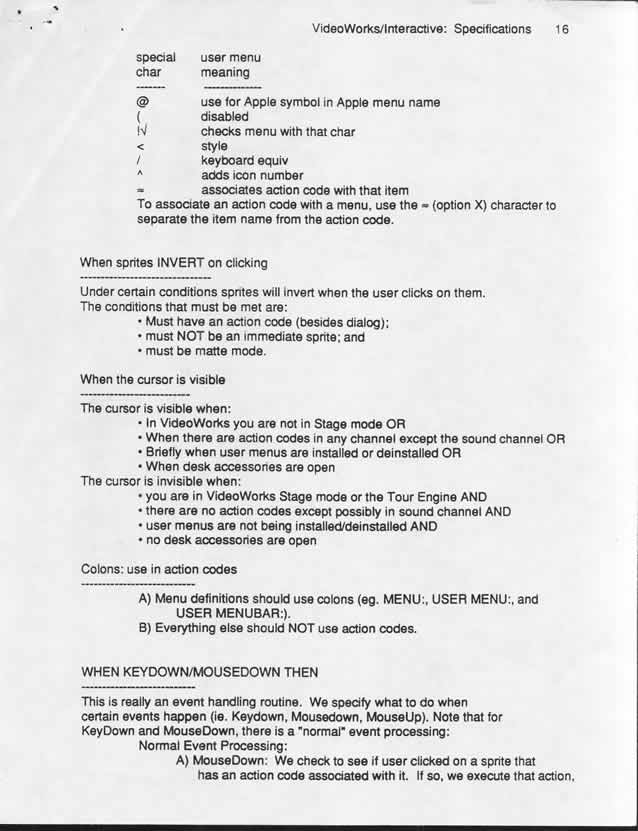 VideoWorks/Interactive: Specifications 16
special user menu
char meaning
------- --------------
@ use for Apple symbol in Apple menu name
( disabled
!√ checks menu with that char
< style
/ keyboard equiv
^ adds icon number
≈ associates action code with that item
To associate an action code with a menu, use the ≈ (option X) character to
separate the item name from the action code.
When sprites INVERT on clicking
-------------------------------
Under certain conditions sprites will invert when the user clicks on them.
The conditions that must be met are:
• Must have an action code (besides dialog);
• must NOT be an immediate sprite; and
• must be matte mode.
When the cursor is visible
--------------------------
The cursor is visible when:
• In VideoWorks you are not in Stage mode OR
• When there are action codes in any channel except the sound channel OR
• Briefly when user menus are installed or deinstalled OR
• When desk accessories are open
The cursor is invisible when:
• you are in VideoWorks Stage mode or the Tour Engine AND
• there are no action codes except possibly in sound channel AND
• user menus are not being installed/deinstalled AND
• no desk accessories are open
Colons: use in action codes
---------------------------
A) Menu definitions should use colons (eg. MENU:, USER MENU:, and
USER MENUBAR:).
B) Everything else should NOT use action codes.
WHEN KEYDOWN/MOUSEDOWN THEN
---------------------------
This is really an event handling routine. We specify what to do when
certain events happen (ie. Keydown, Mousedown, MouseUp). Note that for
KeyDown and MouseDown, there is a "normal" event processing:
Normal Event Processing:
A) MouseDown: We check to see if user clicked on a sprite that
has an action code associated with it. If so, we execute that action,